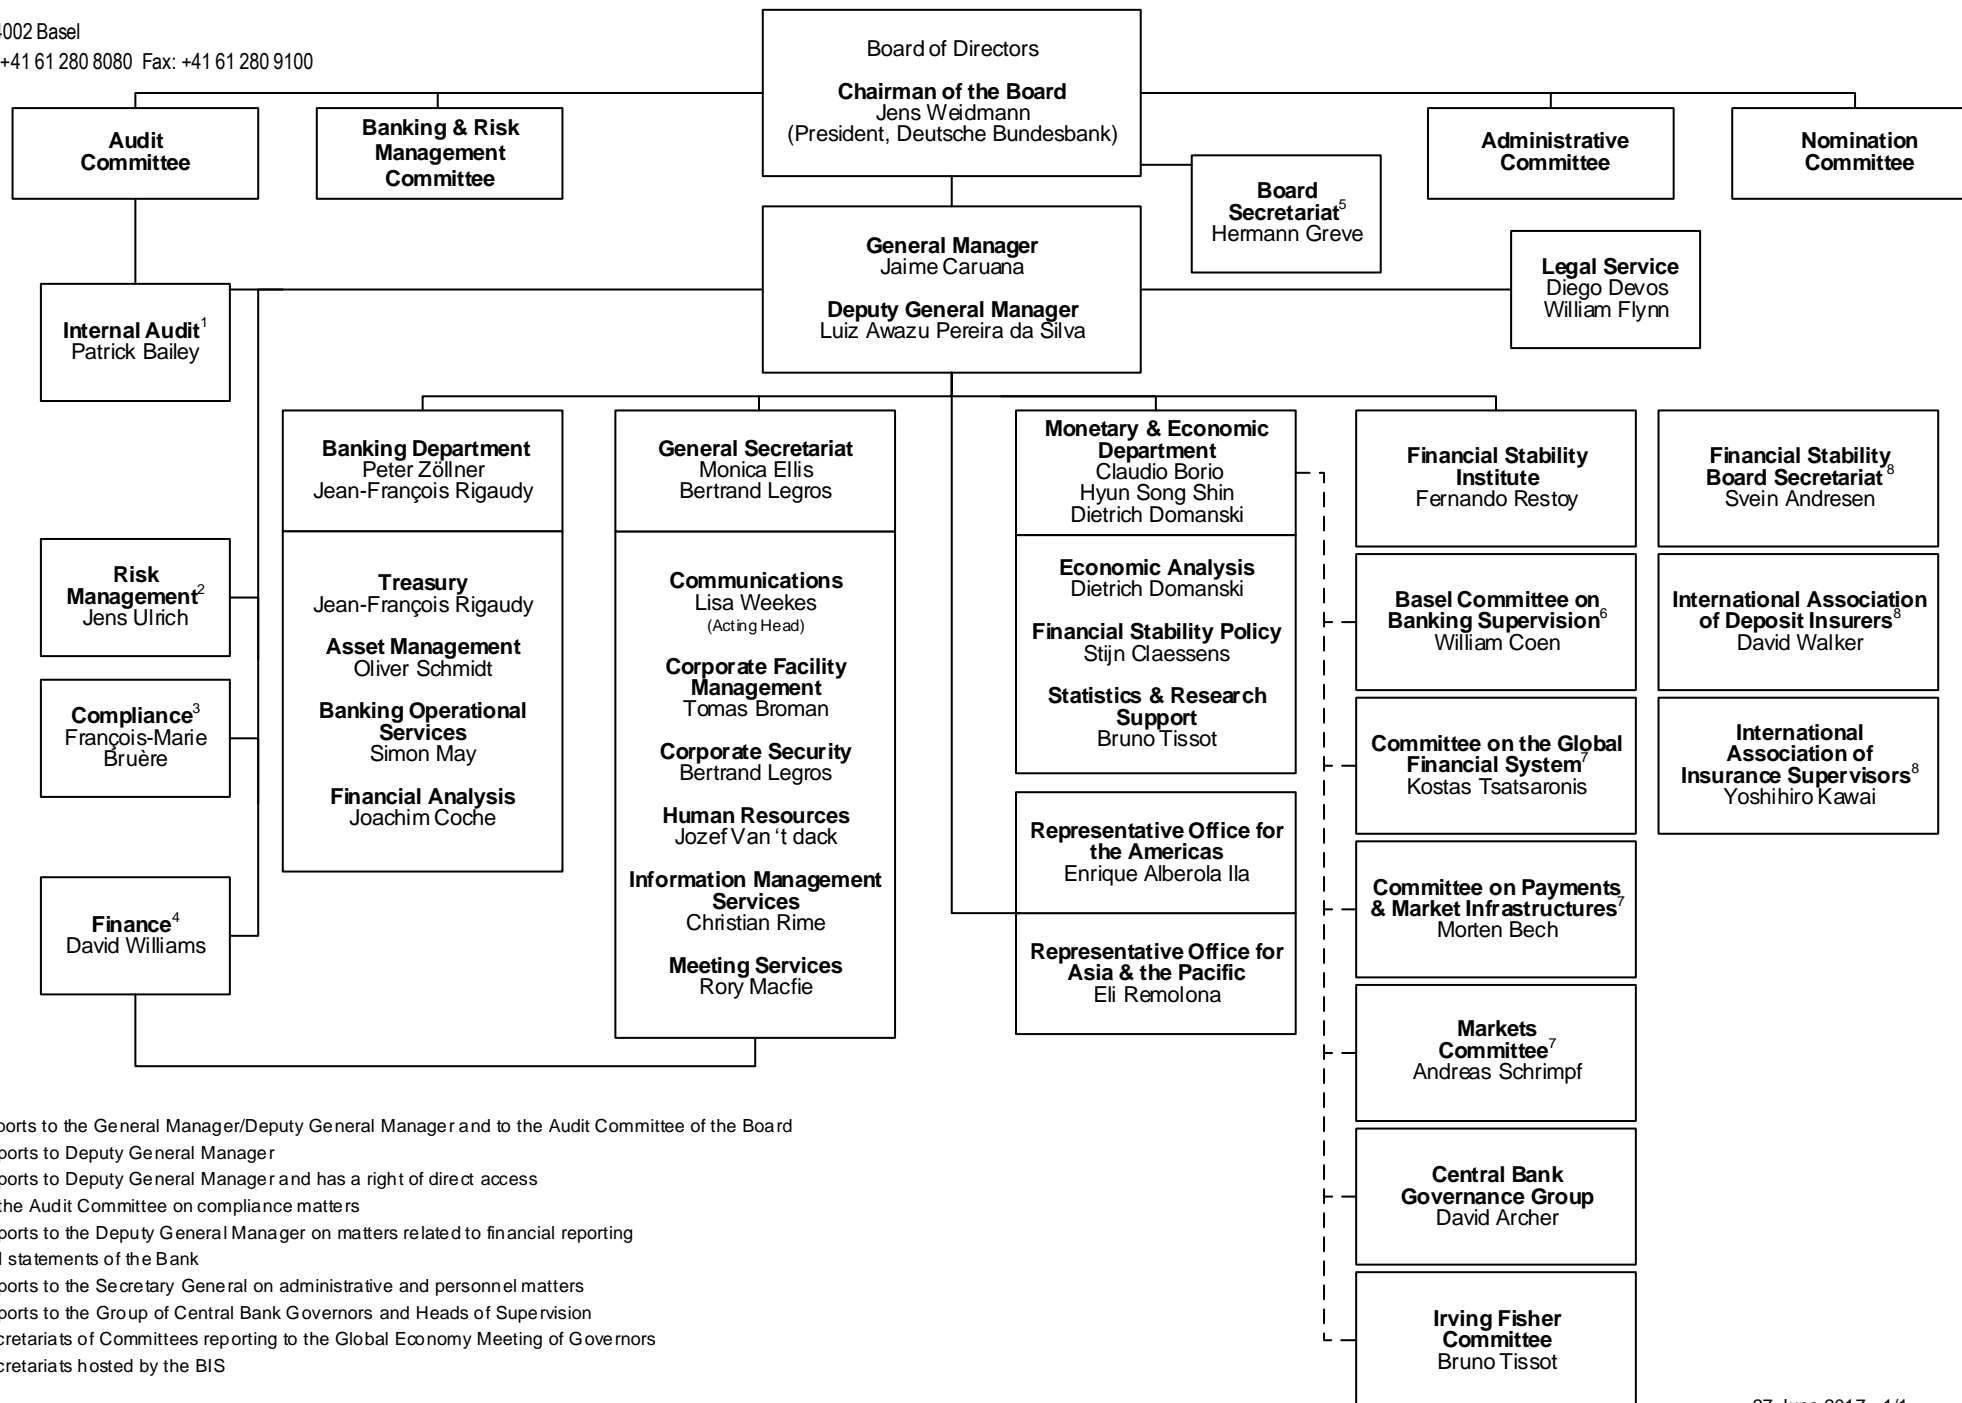 4002 Basel
+41 61 280 8080 Fax: +41 61 280 9100
Board of Directors
Chairman of the Board
Jens Weidmann
(President, Deutsche Bundesbank)
Audit
Committee
Banking & Risk
Management
Committee
Administrative
Committee
Nomination
Committee
Board
Secretariat5
Hermann Greve
General Manager
Jaime Caruana
Deputy General Manager
Luiz Awazu Pereira da Silva
Legal Service
Diego Devos
William Flynn
Internal Audit1
Patrick Bailey
Risk
Management2
Jens Ulrich
Compliance3
François-Marie
Bruère
Finance4
David Williams
Banking Department
Peter Zöllner
Jean-François Rigaudy
Treasury
Jean-François Rigaudy
Asset Management
Oliver Schmidt
Banking Operational
Services
Simon May
Financial Analysis
Joachim Coche
General Secretariat
Monica Ellis
Bertrand Legros
Communications
Lisa Weekes
(Acting Head)
Corporate Facility
Management
Tomas Broman
Corporate Security
Bertrand Legros
Human Resources
Jozef Van ‘t dack
Information Management
Services
Christian Rime
Meeting Services
Rory Macfie
Monetary & Economic
Department
Claudio Borio
Hyun Song Shin
Dietrich Domanski
Economic Analysis
Dietrich Domanski
Financial Stability Policy
Stijn Claessens
Statistics & Research
Support
Bruno Tissot
Representative Office for
the Americas
Enrique Alberola Ila
Representative Office for
Asia & the Pacific
Eli Remolona
Financial Stability
Institute
Fernando Restoy
Basel Committee on
Banking Supervision6
William Coen
Committee on the Global
Financial System7
Kostas Tsatsaronis
Committee on Payments
& Market Infrastructures7
Morten Bech
Markets
Committee7
Andreas Schrimpf
Central Bank
Governance Group
David Archer
Irving Fisher
Committee
Bruno Tissot
Financial Stability
Board Secretariat8
Svein Andresen
International Association
of Deposit Insurers8
David Walker
International
Association of
Insurance Supervisors8
Yoshihiro Kawai
ports to the General Manager/Deputy General Manager and to the Audit Committee of the Board
ports to Deputy General Manager
ports to Deputy General Manager and has a right of direct access
the Audit Committee on compliance matters
ports to the Deputy General Manager on matters related to financial reporting
d statements of the Bank
ports to the Secretary General on administrative and personnel matters
ports to the Group of Central Bank Governors and Heads of Supervision
cretariats of Committees reporting to the Global Economy Meeting of Governors
cretariats hosted by the BIS
27 June 2017 1/1